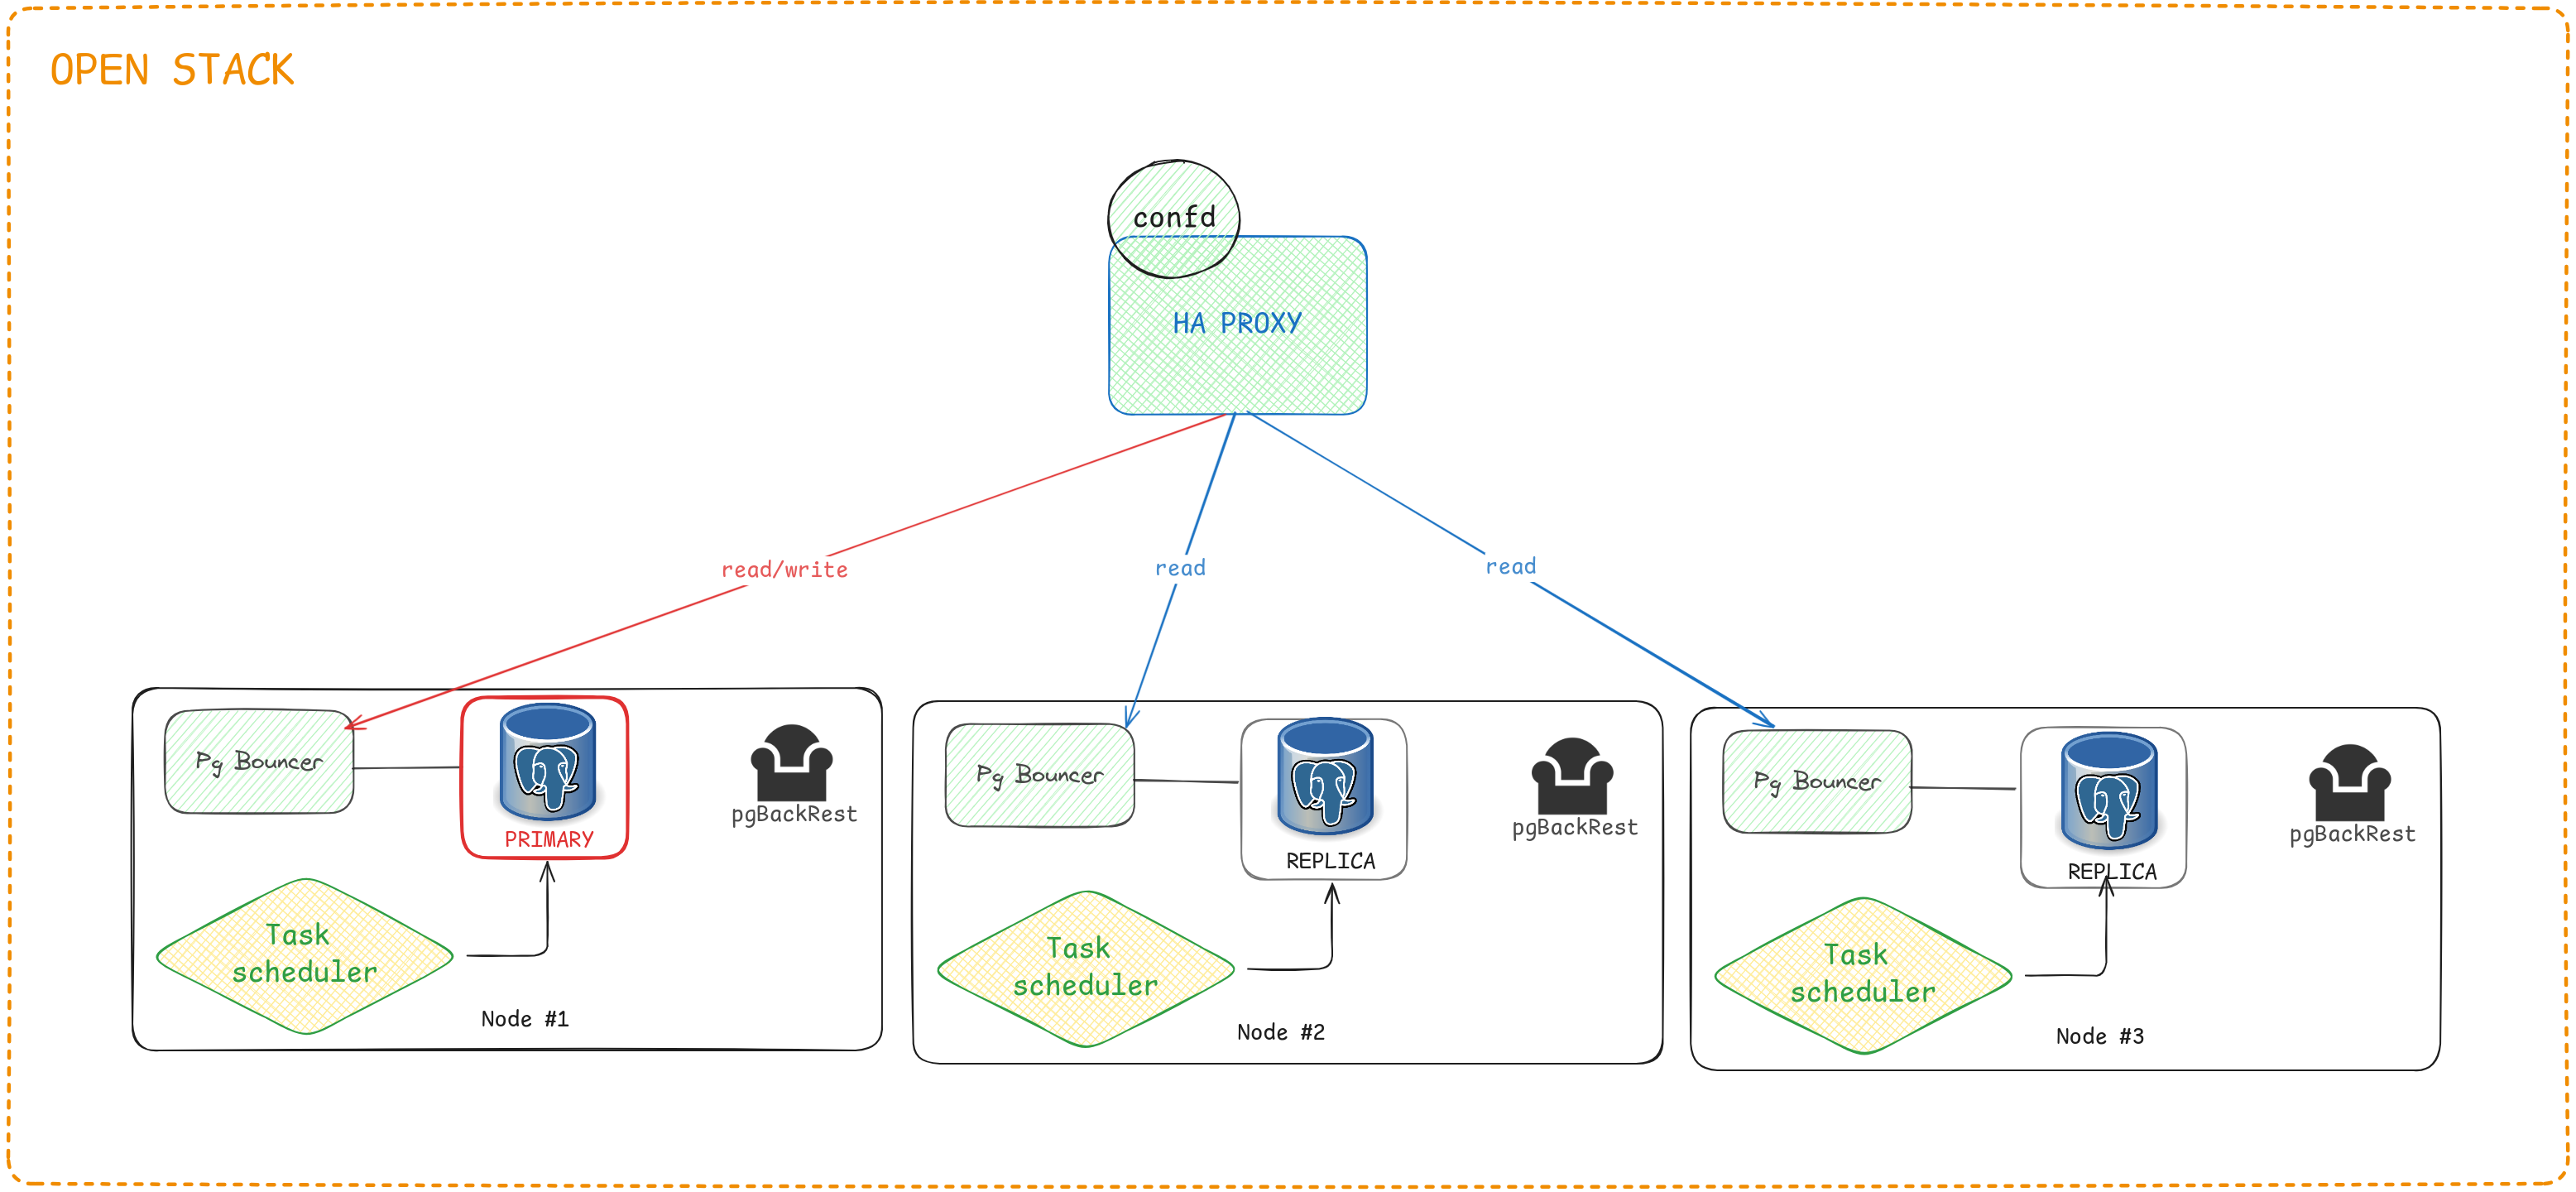 OPEN STACK
confd
HA PROXY
read/write
read
read
Pg Bouncer
PRIMARY
pgBackRest
Task
scheduler
Node #1
Pg Bouncer
REPLICA
pgBackRest
Task
scheduler
Node #2
Pg Bouncer
REPLICA
pgBackRest
Task
scheduler
Node #3